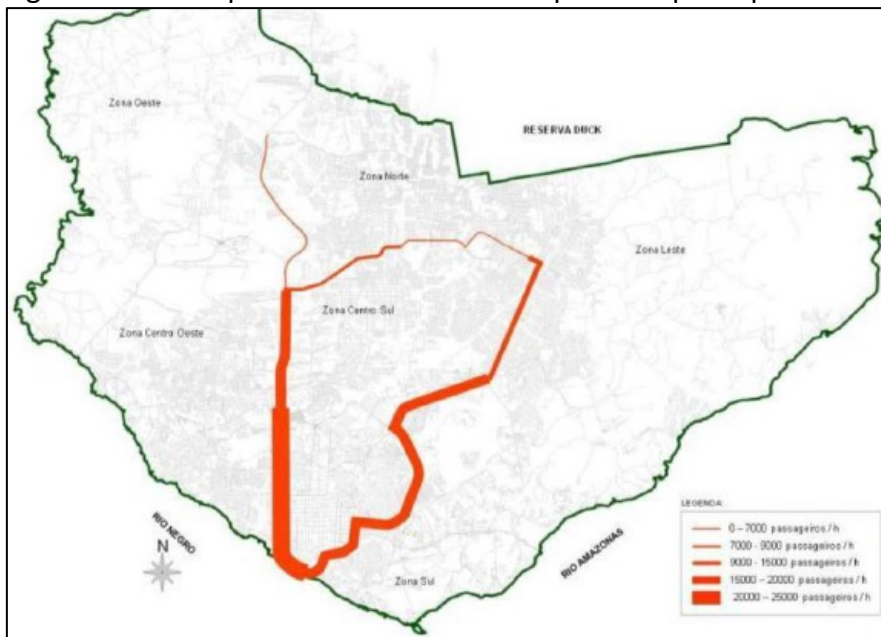 Zona Oeste
RESERVA DUCK
Zona Norte
Zona Leste
Zona Centro Sul
Zona Centro Oeste
RIO NEGRO
N
Zona Sul
RIO AMAZONAS
LEGENDA:
0 – 7000 passageiros / h
7000 - 9000 passageiros / h
9000 - 15000 passageiros / h
15000 – 20000 passageiros / h
20000 – 25000 passageiros / h